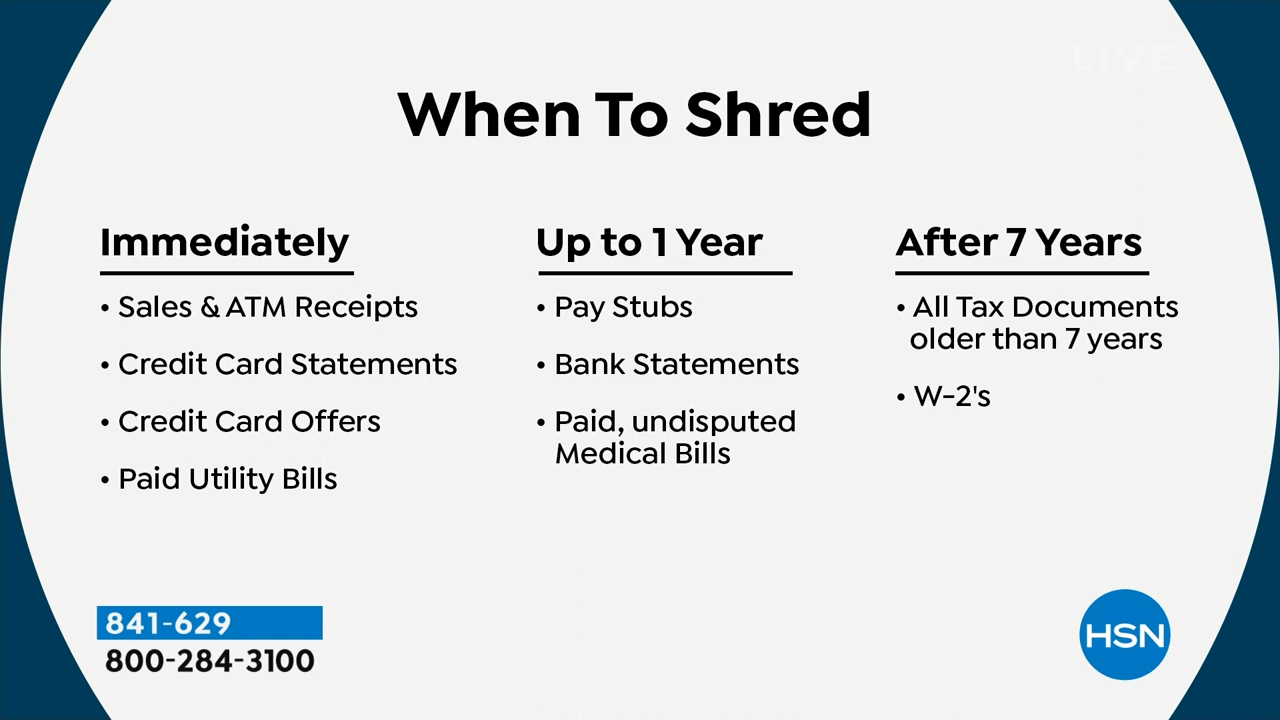 LIVE
When To Shred
Immediately
• Sales & ATM Receipts
• Credit Card Statements
• Credit Card Offers
• Paid Utility Bills
Up to 1 Year
• Pay Stubs
• Bank Statements
• Paid, undisputed
Medical Bills
After 7 Years
• All Tax Documents
older than 7 years
• W-2's
841-629
800-284-3100
HSN